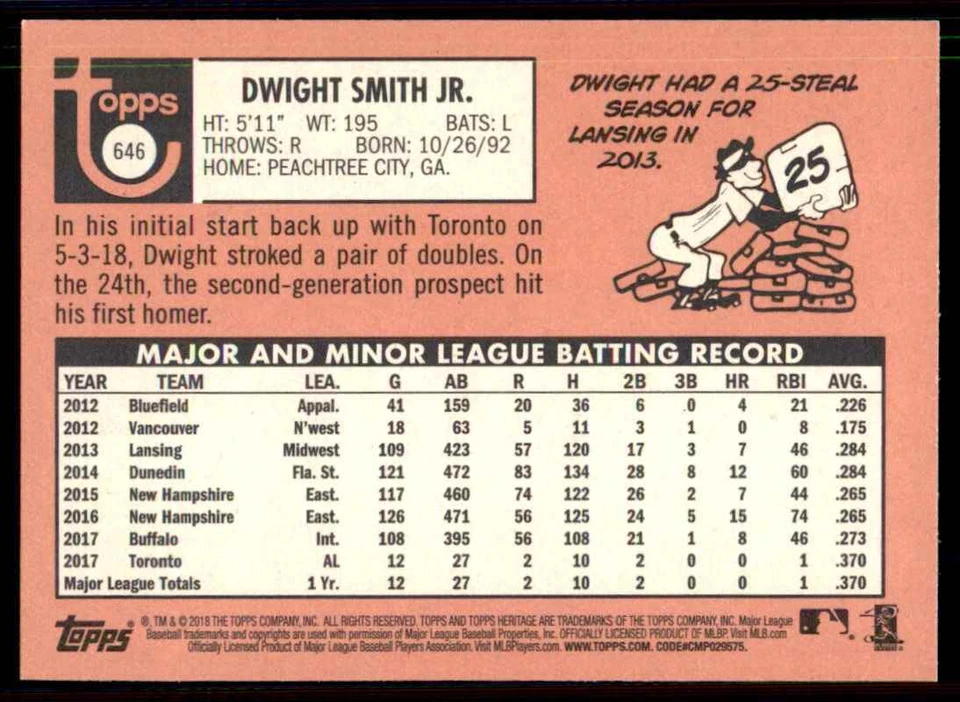 Topps
646
DWIGHT SMITH JR.
HT: 5'11" WT: 195 BATS: L
THROWS: R BORN: 10/26/92
HOME: PEACHTREE CITY, GA.
DWIGHT HAD A 25-STEAL
SEASON FOR
LANSING IN
2013.
25
In his initial start back up with Toronto on
5-3-18, Dwight stroked a pair of doubles. On
the 24th, the second-generation prospect hit
his first homer.
MAJOR AND MINOR LEAGUE BATTING RECORD
YEAR TEAM LEA. G AB R H 2B 3B HR RBI AVG.
2012 Bluefield Appal. 41 159 20 36 6 0 4 21 .226
2012 Vancouver N'west 18 63 5 11 3 1 0 8 .175
2013 Lansing Midwest 109 423 57 120 17 3 7 46 .284
2014 Dunedin Fla. St. 121 472 83 134 28 8 12 60 .284
2015 New Hampshire East. 117 460 74 122 26 2 7 44 .265
2016 New Hampshire East. 126 471 56 125 24 5 15 74 .265
2017 Buffalo Int. 108 395 56 108 21 1 8 46 .273
2017 Toronto AL 12 27 2 10 2 0 0 1 .370
Major League Totals 1 Yr. 12 27 2 10 2 0 0 1 .370
Topps®
®, TM & © 2018 THE TOPPS COMPANY, INC. ALL RIGHTS RESERVED. TOPPS AND TOPPS HERITAGE ARE TRADEMARKS OF THE TOPPS COMPANY, INC. Major League
Baseball trademarks and copyrights are used with permission of Major League Baseball Properties, Inc. OFFICIALLY LICENSED PRODUCT OF MLBP. Visit MLB.com
Officially Licensed Product of Major League Baseball Players Association. Visit MLBPlayers.com. WWW.TOPPS.COM. CODE#CMP029575.